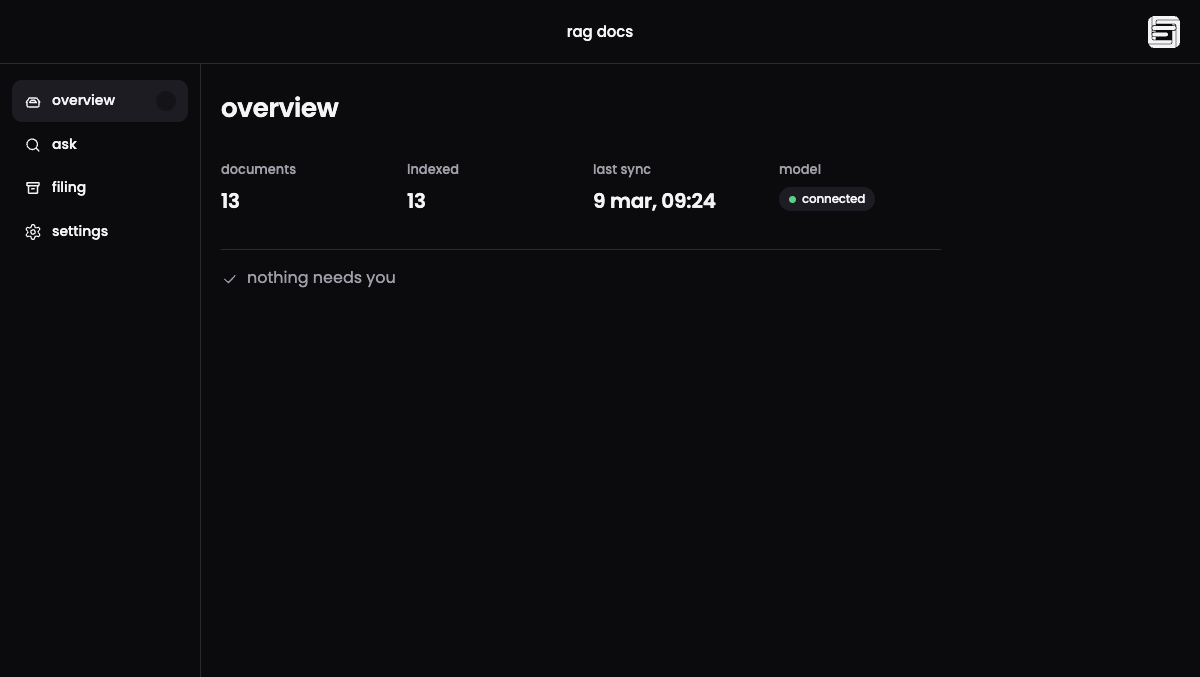 rag docs
overview
ask
filing
settings
overview
documents
13
indexed
13
last sync
9 mar, 09:24
model
connected
nothing needs you